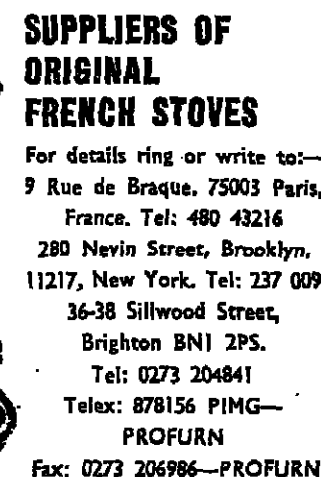 SUPPLIERS OF
ORIGINAL
FRENCH STOVES
For details ring or write to:—
9 Rue de Braque, 75003 Paris,
France. Tel: 480 43216
280 Nevin Street, Brooklyn,
11217, New York. Tel: 237 009
36-38 Sillwood Street,
Brighton BN1 2PS.
Tel: 0273 204841
Telex: 878156 PIMG—
PROFURN
Fax: 0273 206986—PROFURN